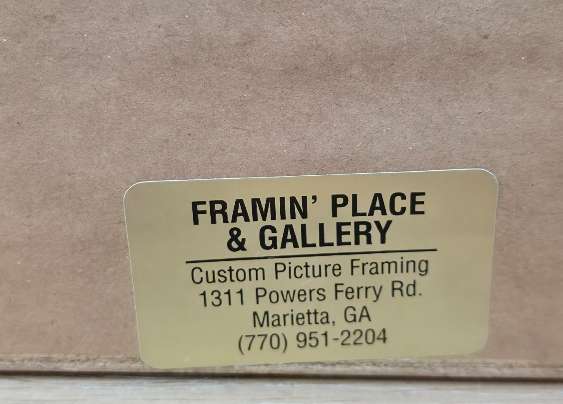 FRAMIN' PLACE
& GALLERY
Custom Picture Framing
1311 Powers Ferry Rd.
Marietta, GA
(770) 951-2204